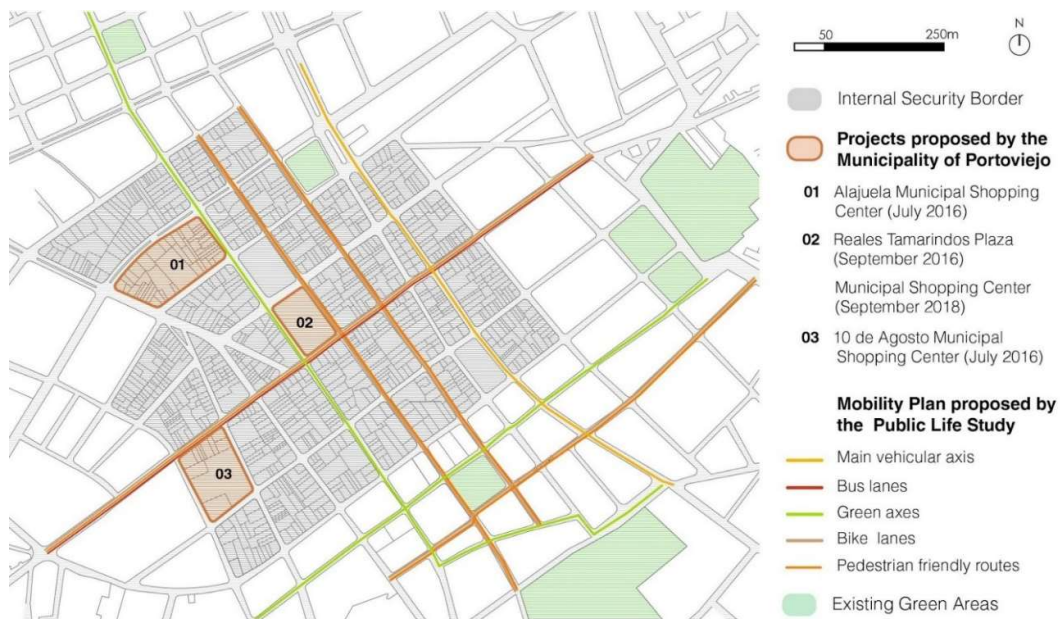 50
250m
N
Internal Security Border
Projects proposed by the
Municipality of Portoviejo
01 Alajuela Municipal Shopping
Center (July 2016)
02 Reales Tamarindos Plaza
(September 2016)
Municipal Shopping Center
(September 2018)
03 10 de Agosto Municipal
Shopping Center (July 2016)
Mobility Plan proposed by
the Public Life Study
Main vehicular axis
Bus lanes
Green axes
Bike lanes
Pedestrian friendly routes
Existing Green Areas
01
02
03